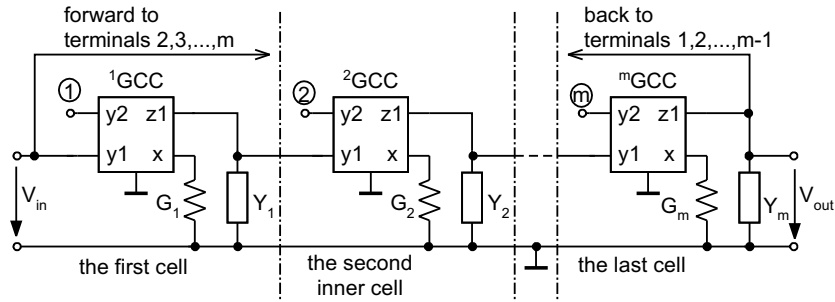 forward to
terminals 2,3,...,m
back to
terminals 1,2,...,m-1
1
¹GCC
y2 z1
y1 x
G₁
Y₁
2
²GCC
y2 z1
y1 x
G₂
Y₂
m
ᵐGCC
y2 z1
y1 x
Gₘ
Yₘ
V_in
V_out
the first cell
the second
inner cell
the last cell